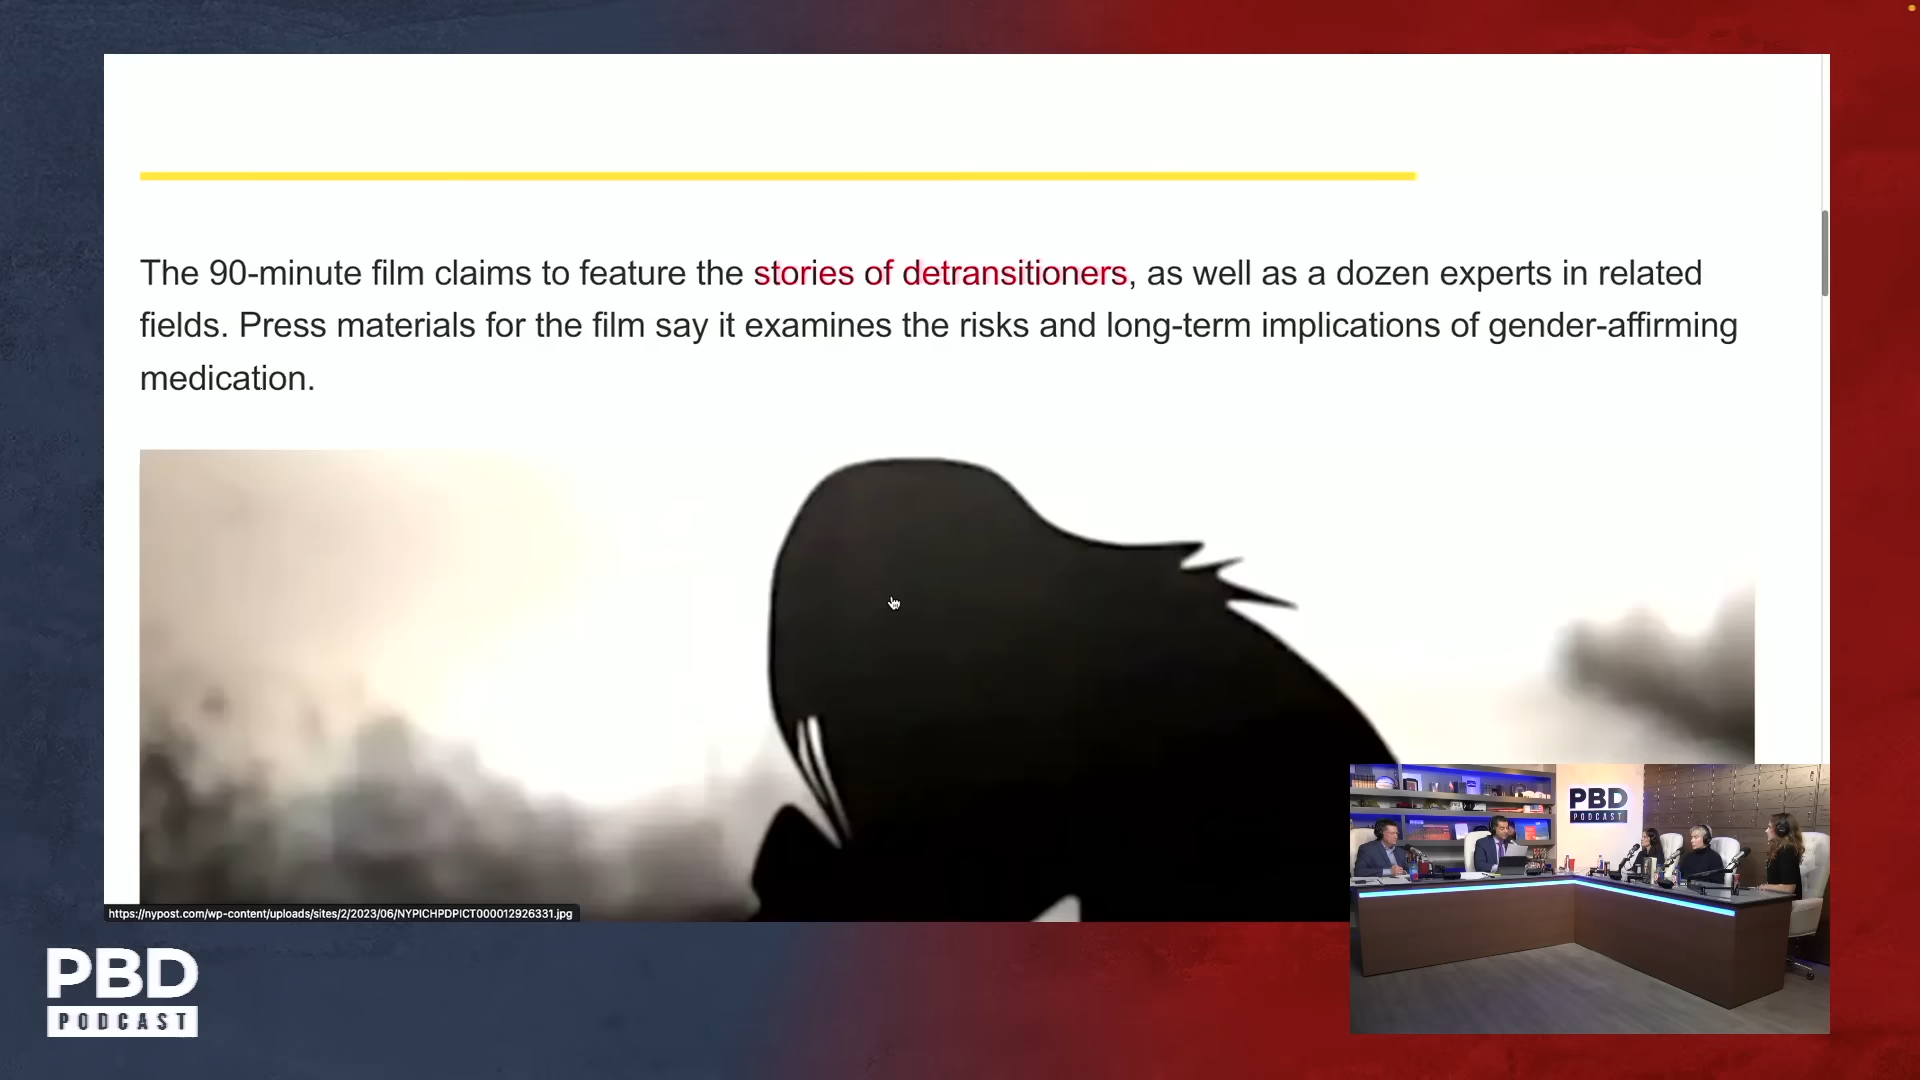 The 90-minute film claims to feature the stories of detransitioners, as well as a dozen experts in related
fields. Press materials for the film say it examines the risks and long-term implications of gender-affirming
medication.
https://nypost.com/wp-content/uploads/sites/2/2023/06/NYPICHPDPICT000012926331.jpg
PBD
PODCAST
PBD
PODCAST